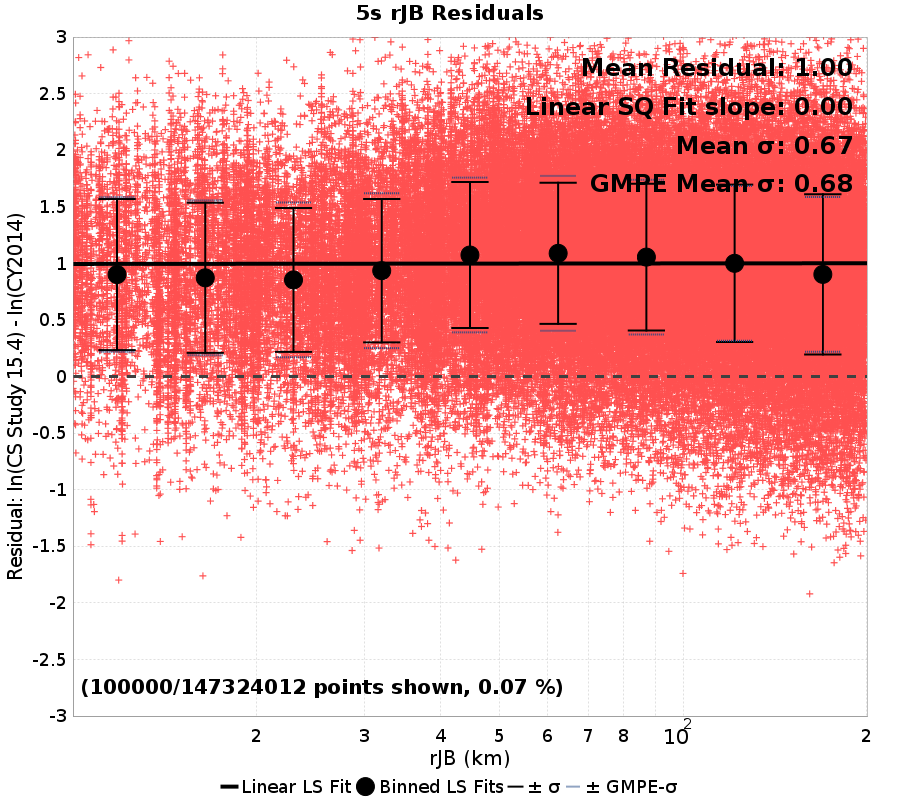 5s rJB Residuals
Residual: ln(CS Study 15.4) - ln(CY2014)
3
2.5
2
1.5
1
0.5
0
-0.5
-1
-1.5
-2
-2.5
-3
Mean Residual: 1.00
Linear SQ Fit slope: 0.00
Mean σ: 0.67
GMPE Mean σ: 0.68
(100000/147324012 points shown, 0.07 %)
2 3 4 5 6 7 8 10² 2
rJB (km)
Linear LS Fit Binned LS Fits ± σ ± GMPE-σ